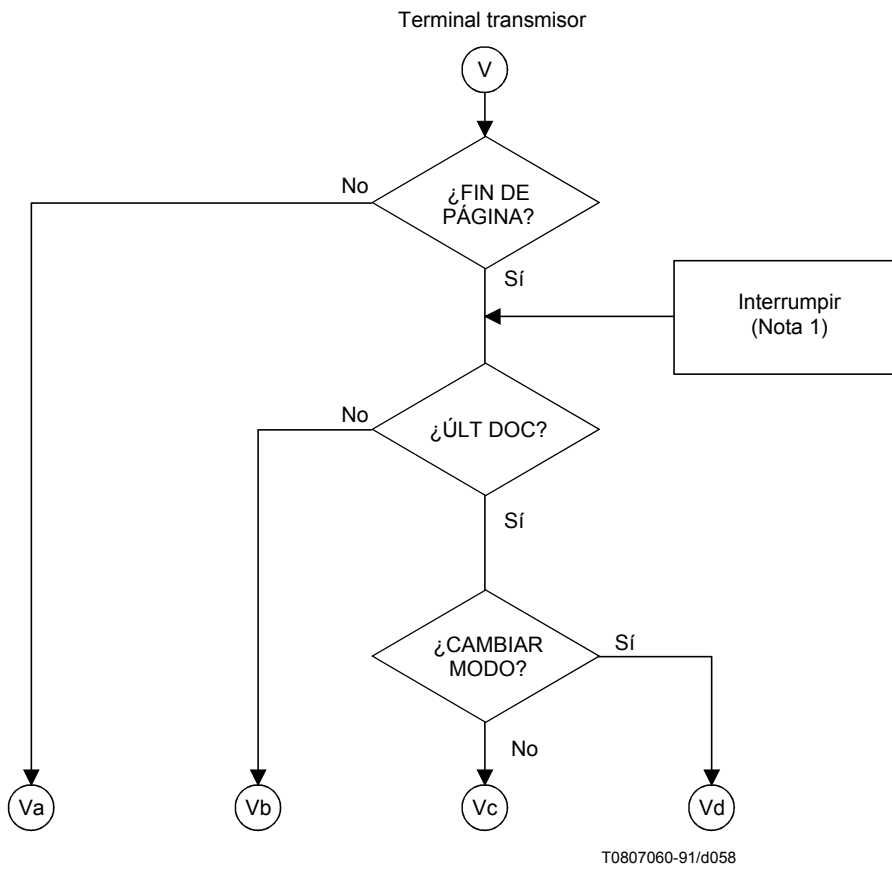 Terminal transmisor
V
No
¿FIN DE
PÁGINA?
Sí
Interrumpir
(Nota 1)
No
¿ÚLT DOC?
Sí
¿CAMBIAR
MODO?
Sí
No
Va
Vb
Vc
Vd
T0807060-91/d058